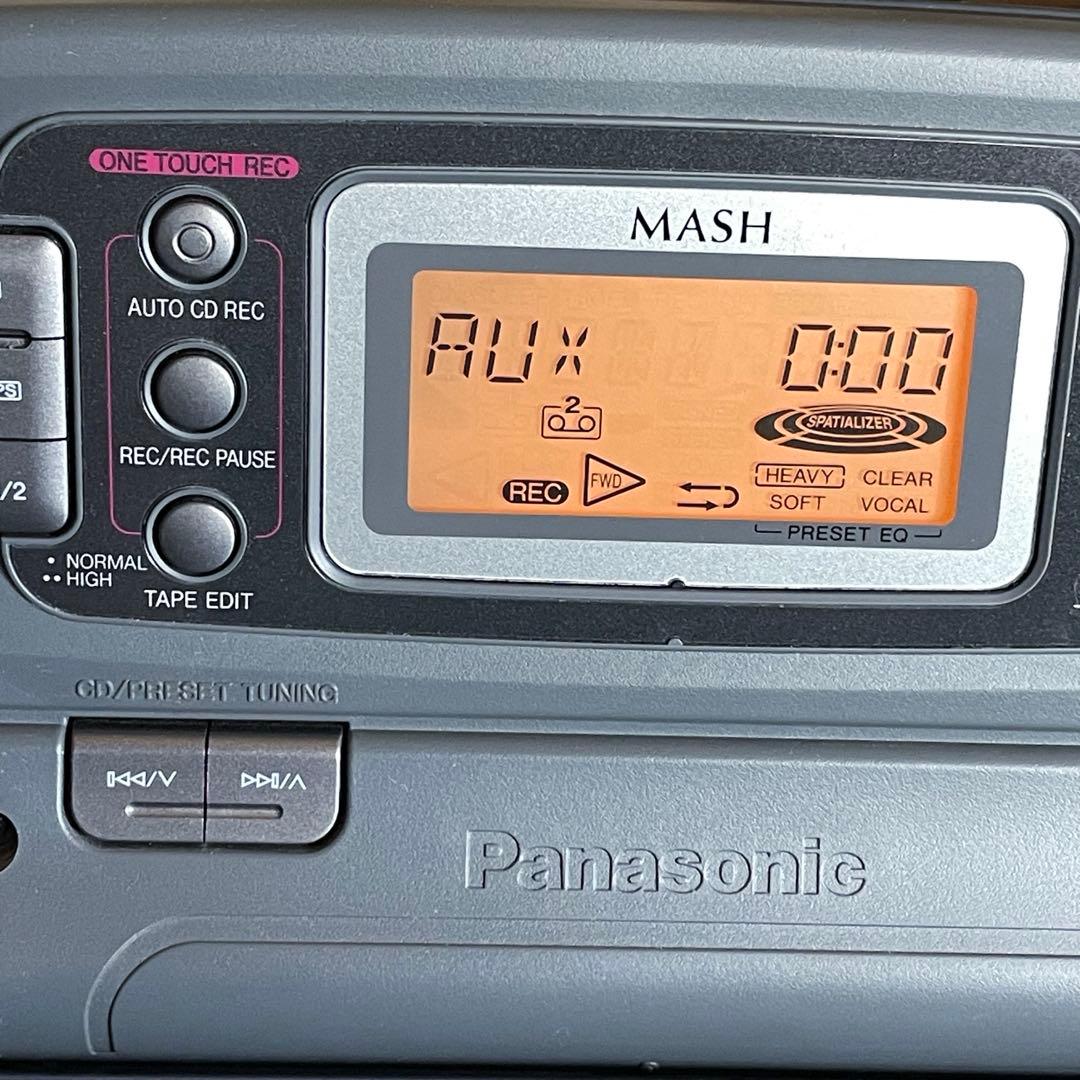 ONE TOUCH REC
MASH
AUTO CD REC
AUX 0:00
2
SPATIALIZER
REC/REC PAUSE
REC FWD HEAVY CLEAR
SOFT VOCAL
/2
PRESET EQ
• NORMAL
•• HIGH
TAPE EDIT
CD/PRESET TUNING
Panasonic